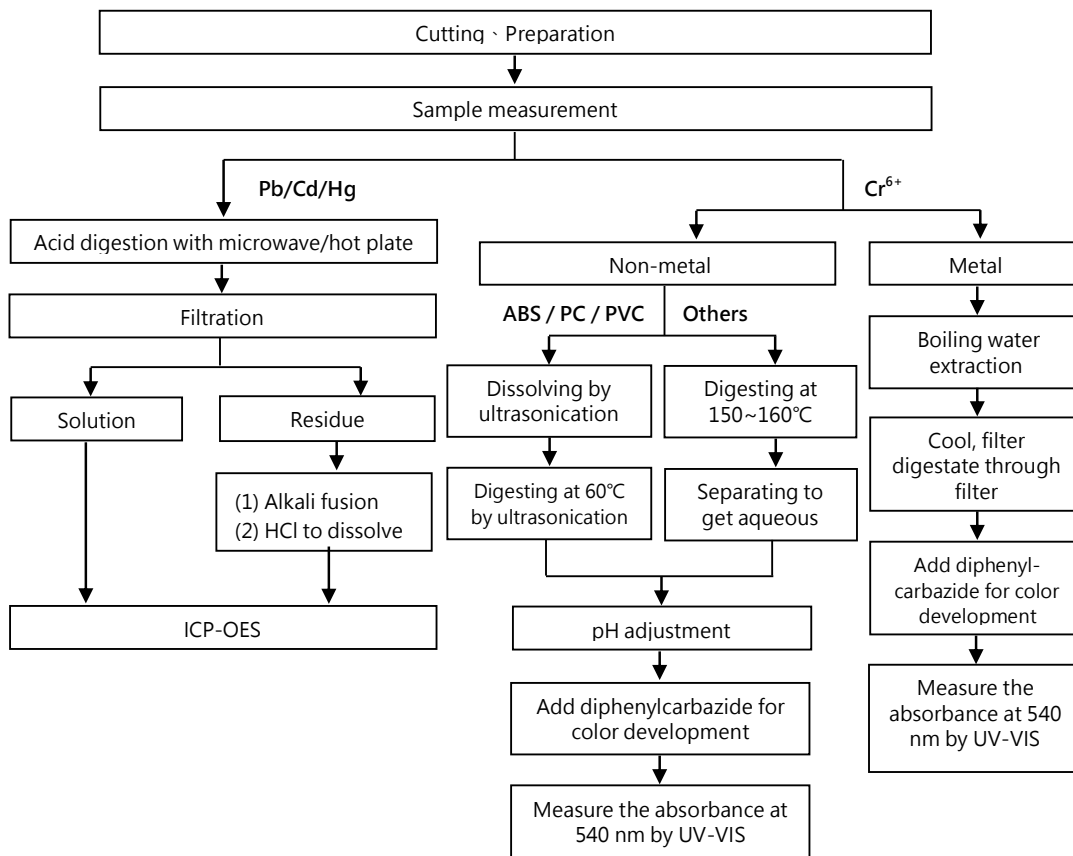 Cutting、Preparation
Sample measurement
Pb/Cd/Hg
Cr6+
Acid digestion with microwave/hot plate
Non-metal
Metal
Filtration
ABS / PC / PVC
Others
Boiling water
extraction
Solution
Residue
Dissolving by
ultrasonication
Digesting at
150~160℃
Cool, filter
digestate through
filter
(1) Alkali fusion
(2) HCl to dissolve
Digesting at 60℃
by ultrasonication
Separating to
get aqueous
Add diphenyl-
carbazide for color
development
ICP-OES
pH adjustment
Measure the
absorbance at 540
nm by UV-VIS
Add diphenylcarbazide for
color development
Measure the absorbance at
540 nm by UV-VIS